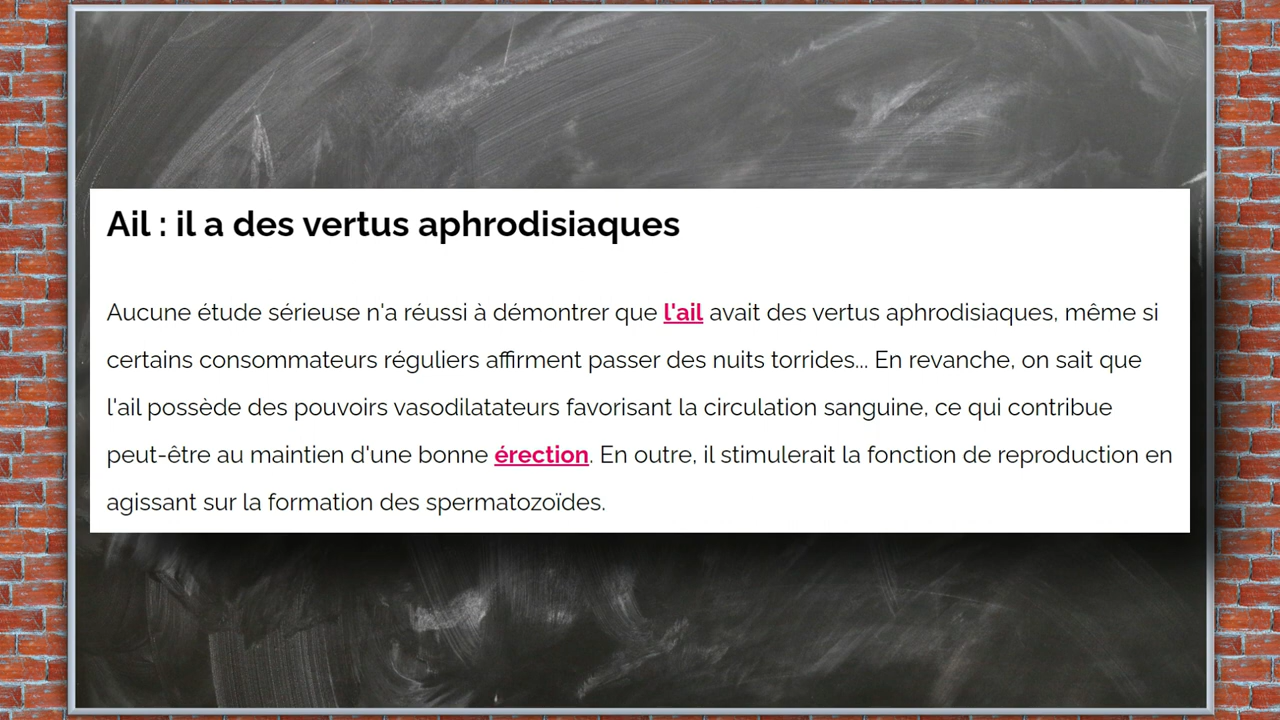 Ail : il a des vertus aphrodisiaques
Aucune étude sérieuse n'a réussi à démontrer que l'ail avait des vertus aphrodisiaques, même si
certains consommateurs réguliers affirment passer des nuits torrides... En revanche, on sait que
l'ail possède des pouvoirs vasodilatateurs favorisant la circulation sanguine, ce qui contribue
peut-être au maintien d'une bonne érection. En outre, il stimulerait la fonction de reproduction en
agissant sur la formation des spermatozoïdes.